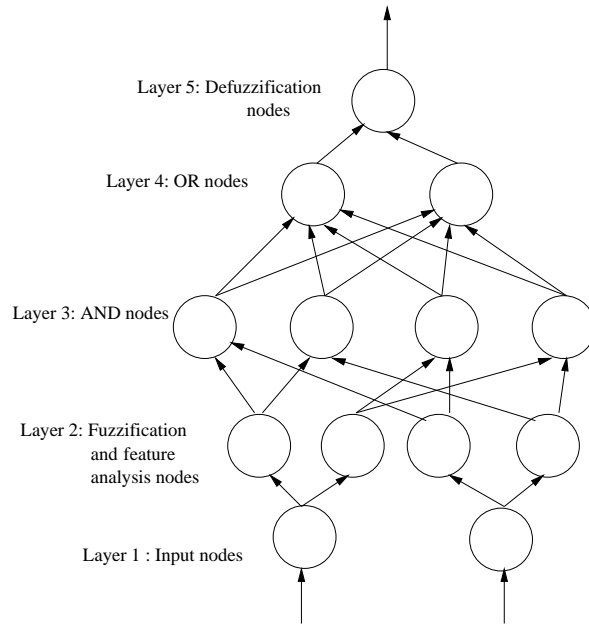 Layer 5: Defuzzification
nodes
Layer 4: OR nodes
Layer 3: AND nodes
Layer 2: Fuzzification
and feature
analysis nodes
Layer 1 : Input nodes